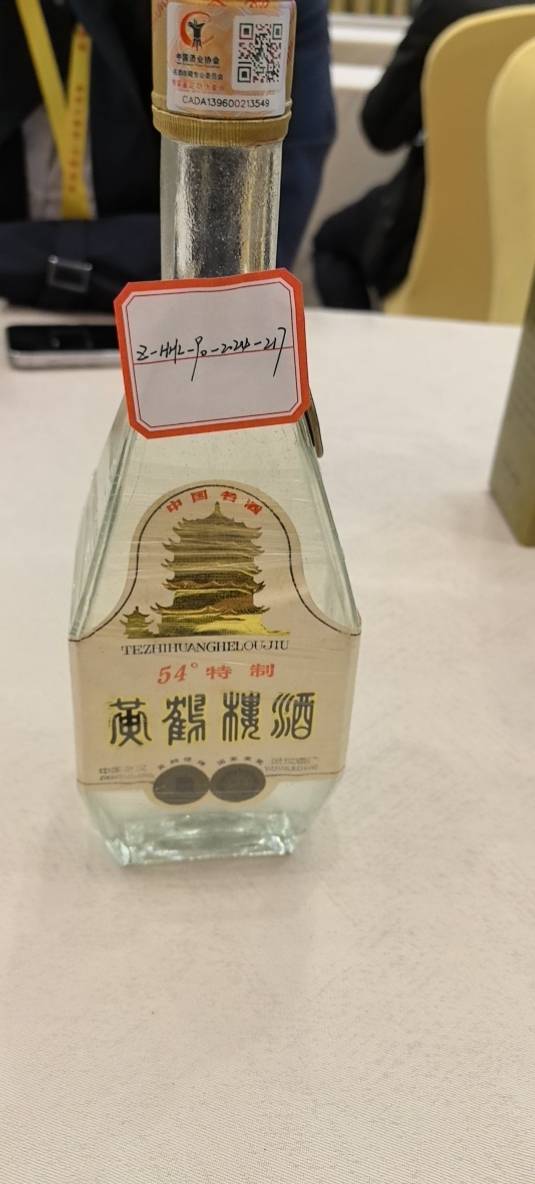 中国酒业协会
CADA139600213549
Z-HHL-90-2024-217
中国名酒
TEZHIHUANGHELOUJIU
54°特制
黄鹤楼酒